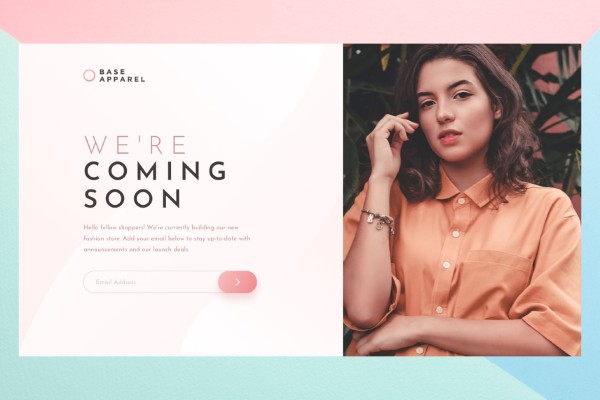 BASE
APPAREL
WE'RE
COMING
SOON
Hello fellow shoppers! We're currently building our new
fashion store. Add your email below to stay up-to-date with
announcements and our launch deals.
Email Address